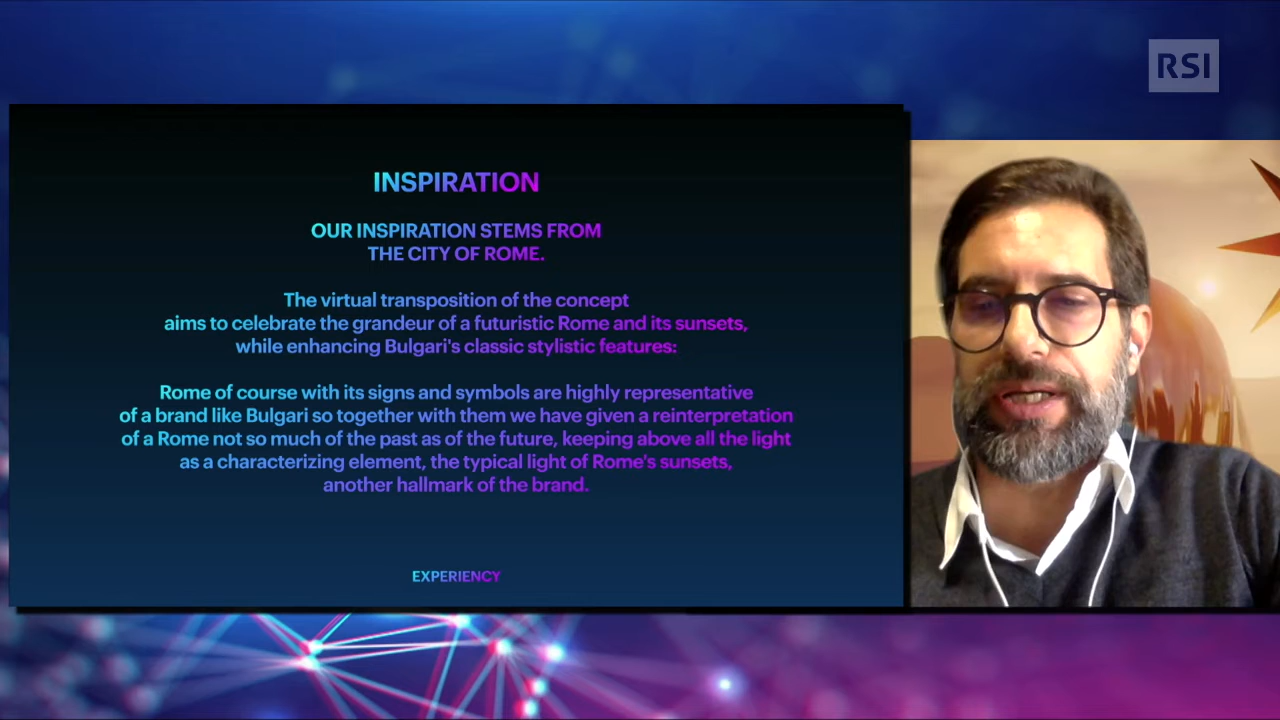 RSI
INSPIRATION
OUR INSPIRATION STEMS FROM
THE CITY OF ROME.
The virtual transposition of the concept
aims to celebrate the grandeur of a futuristic Rome and its sunsets,
while enhancing Bulgari's classic stylistic features:
Rome of course with its signs and symbols are highly representative
of a brand like Bulgari so together with them we have given a reinterpretation
of a Rome not so much of the past as of the future, keeping above all the light
as a characterizing element, the typical light of Rome's sunsets,
another hallmark of the brand.
EXPERIENCY